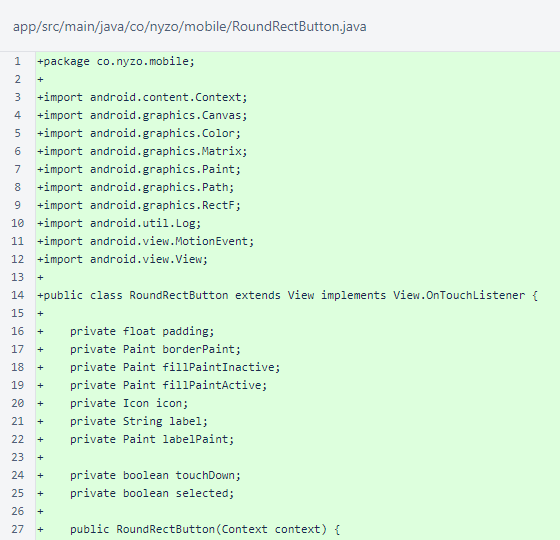 app/src/main/java/co/nyzo/mobile/RoundRectButton.java
1 +package co.nyzo.mobile;
2 +
3 +import android.content.Context;
4 +import android.graphics.Canvas;
5 +import android.graphics.Color;
6 +import android.graphics.Matrix;
7 +import android.graphics.Paint;
8 +import android.graphics.Path;
9 +import android.graphics.RectF;
10 +import android.util.Log;
11 +import android.view.MotionEvent;
12 +import android.view.View;
13 +
14 +public class RoundRectButton extends View implements View.OnTouchListener {
15 +
16 +    private float padding;
17 +    private Paint borderPaint;
18 +    private Paint fillPaintInactive;
19 +    private Paint fillPaintActive;
20 +    private Icon icon;
21 +    private String label;
22 +    private Paint labelPaint;
23 +
24 +    private boolean touchDown;
25 +    private boolean selected;
26 +
27 +    public RoundRectButton(Context context) {